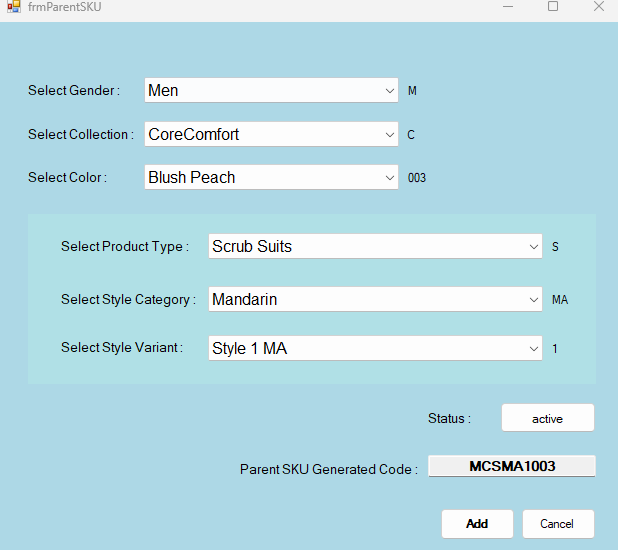 frmParentSKU
Select Gender : Men M
Select Collection : CoreComfort C
Select Color : Blush Peach 003
Select Product Type : Scrub Suits S
Select Style Category : Mandarin MA
Select Style Variant : Style 1 MA 1
Status : active
Parent SKU Generated Code : MCSMA1003
Add Cancel